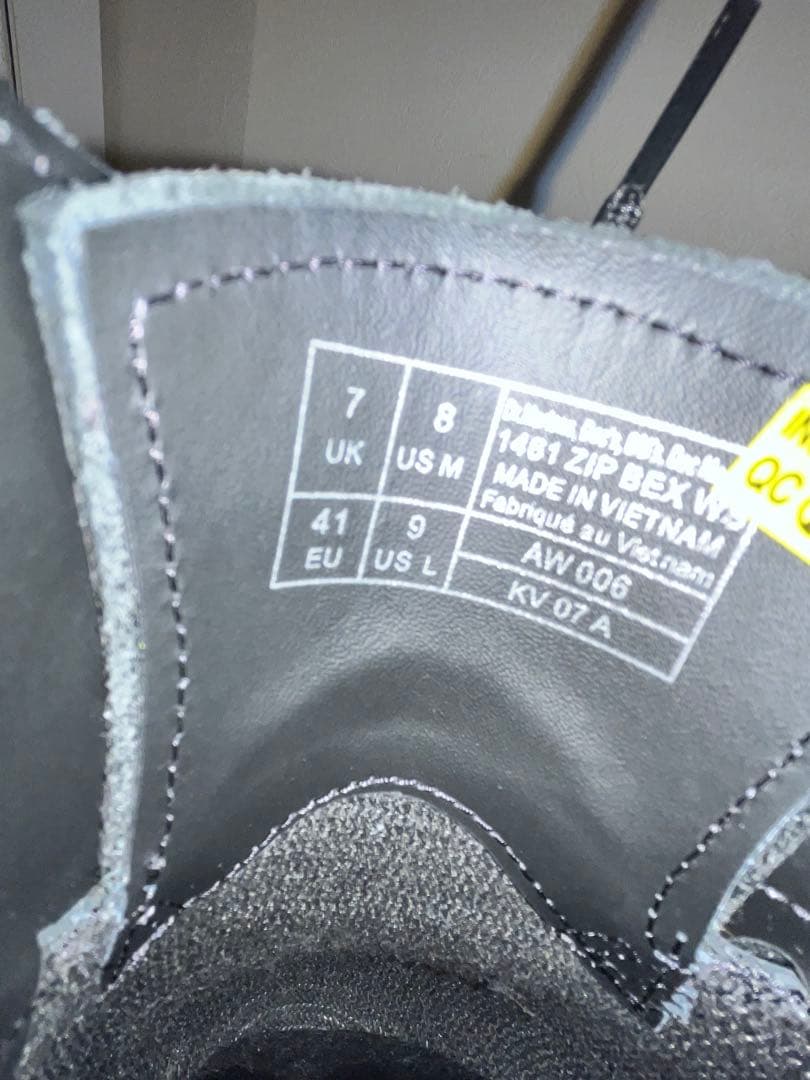 7
UK
8
US M
41
EU
9
US L
1461 ZIP BEX
MADE IN VIETNAM
Fabriqué au Vietnam
AW 006
KV 07 A
QC